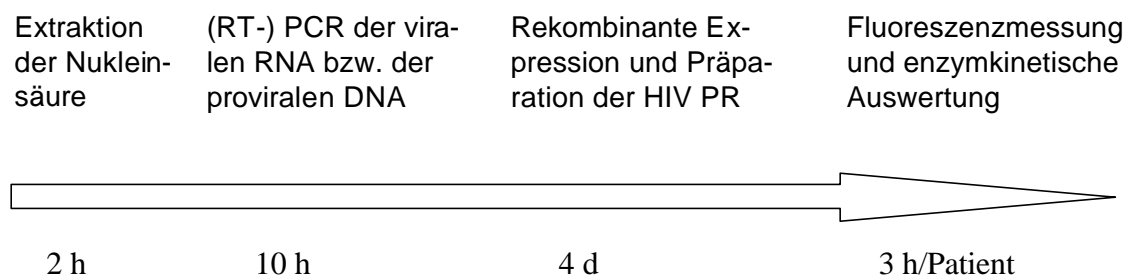 Extraktion
der Nuklein-
säure
(RT-) PCR der vira-
len RNA bzw. der
proviralen DNA
Rekombinante Ex-
pression und Präpa-
ration der HIV PR
Fluoreszenzmessung
und enzymkinetische
Auswertung
2 h
10 h
4 d
3 h/Patient